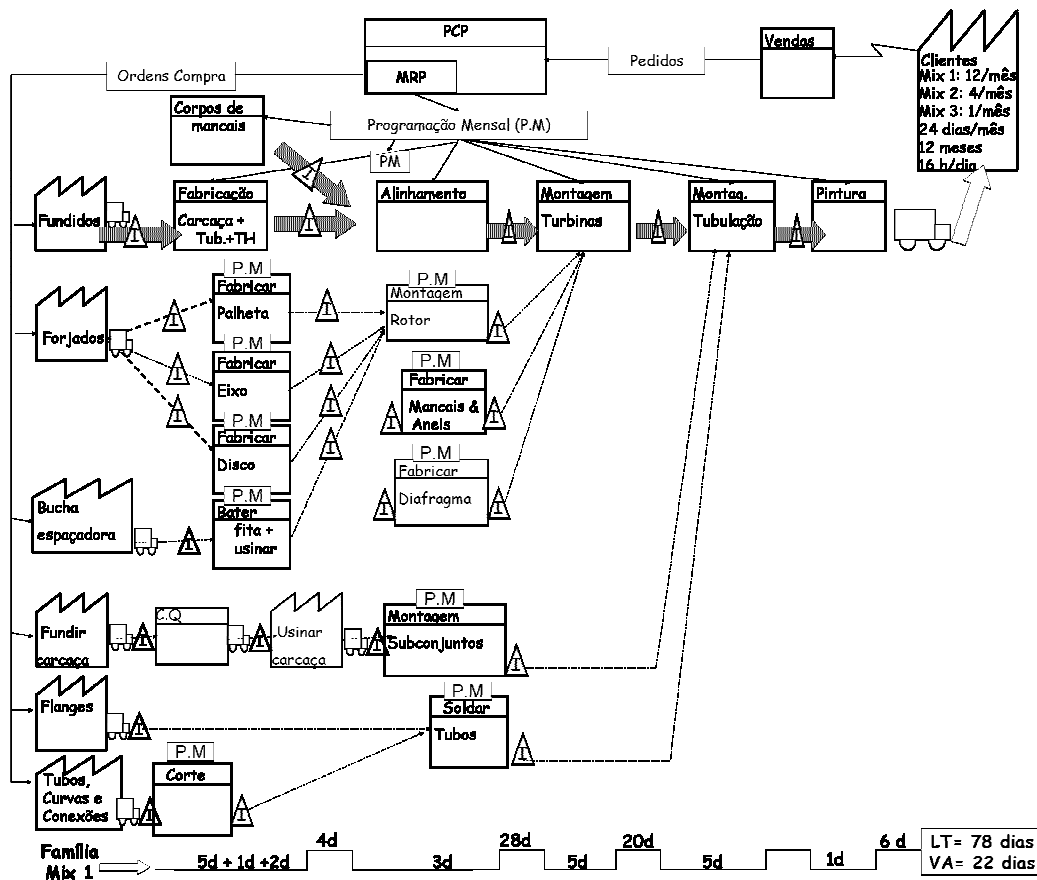 PCP
MRP
Vendas
Pedidos
Ordens Compra
Clientes
Mix 1: 12/mês
Mix 2: 4/mês
Mix 3: 1/mês
24 dias/mês
12 meses
16 h/dia
Corpos de
mancais
Programação Mensal (P.M)
PM
I
Fundidos
I
Fabricação
Carcaça +
Tub.+TH
I
Alinhamento
I
Montagem
Turbinas
I
Montag.
Tubulação
I
Pintura
Forjados
I
I
I
P.M
Fabricar
Palheta
I
P.M
Fabricar
Eixo
I
P.M
Fabricar
Disco
I
I
P.M
Montagem
Rotor
I
P.M
Fabricar
Mancais &
Anels
I
I
P.M
Fabricar
Diafragma
I
I
Bucha
espaçadora
I
P.M
Bater
fita +
usinar
Fundir
carcaça
I
C.Q
I
Usinar
carcaça
I
P.M
Montagem
Subconjuntos
I
Flanges
I
P.M
Soldar
Tubos
I
Tubos,
Curvas e
Conexões
I
P.M
Corte
I
Família
Mix 1
5d + 1d +2d
4d
3d
28d
5d
20d
5d
1d
6 d
LT= 78 dias
VA= 22 dias